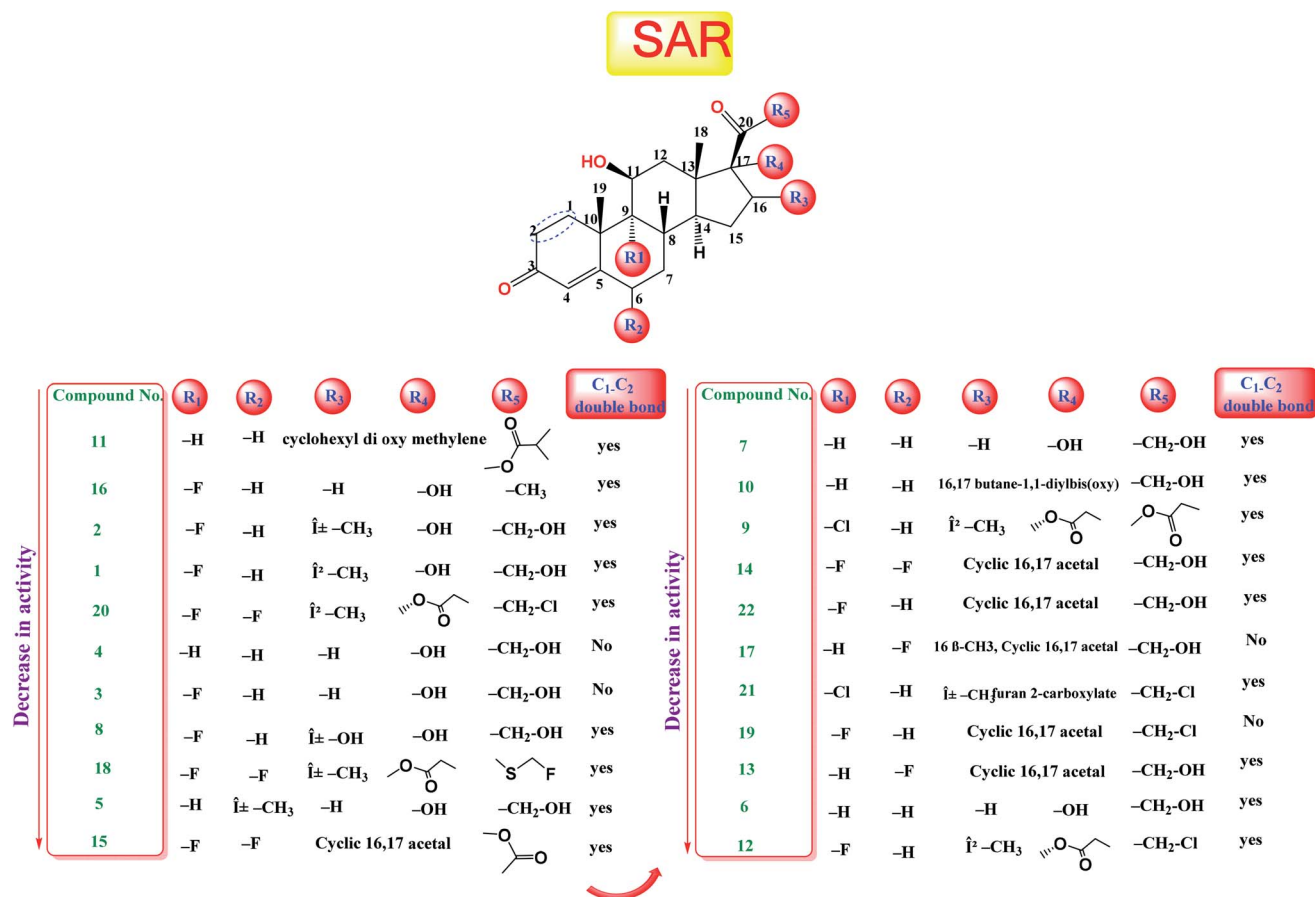 SAR
O
20
R5
18
12
17
R4
HO
11
13
19
H
16
R3
1
9
10
14
15
2
8
R1
H
3
7
5
O
4
6
R2
Compound No. R1 R2 R3 R4 R5 C1-C2 double bond
11 –H –H cyclohexyl di oxy methylene O O yes
16 –F –H –H –OH –CH3 yes
2 –F –H Î± –CH3 –OH –CH2-OH yes
1 –F –H Î² –CH3 –OH –CH2-OH yes
20 –F –F Î² –CH3 O O –CH2-Cl yes
4 –H –H –H –OH –CH2-OH No
3 –F –H –H –OH –CH2-OH No
8 –F –H Î± –OH –OH –CH2-OH yes
18 –F –F Î± –CH3 O O S F yes
5 –H Î± –CH3 –H –OH –CH2-OH yes
15 –F –F Cyclic 16,17 acetal O O yes
Decrease in activity
Compound No. R1 R2 R3 R4 R5 C1-C2 double bond
7 –H –H –H –OH –CH2-OH yes
10 –H –H 16,17 butane-1,1-diylbis(oxy) –CH2-OH yes
9 –Cl –H Î² –CH3 O O O O yes
14 –F –F Cyclic 16,17 acetal –CH2-OH yes
22 –F –H Cyclic 16,17 acetal –CH2-OH yes
17 –H –F 16 ß-CH3, Cyclic 16,17 acetal –CH2-OH No
21 –Cl –H Î± –CH3 furan 2-carboxylate –CH2-Cl yes
19 –F –H Cyclic 16,17 acetal –CH2-Cl No
13 –H –F Cyclic 16,17 acetal –CH2-OH yes
6 –H –H –H –OH –CH2-OH yes
12 –F –H Î² –CH3 O O –CH2-Cl yes
Decrease in activity